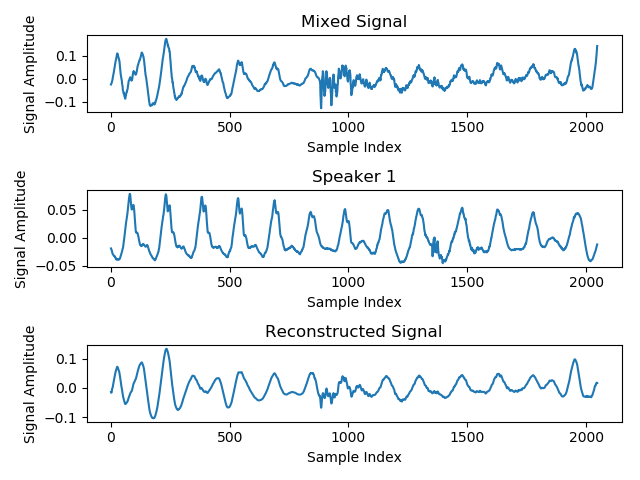 Mixed Signal
Signal Amplitude
0.1
0.0
−0.1
0 500 1000 1500 2000
Sample Index
Speaker 1
Signal Amplitude
0.05
0.00
−0.05
0 500 1000 1500 2000
Sample Index
Reconstructed Signal
Signal Amplitude
0.1
0.0
−0.1
0 500 1000 1500 2000
Sample Index